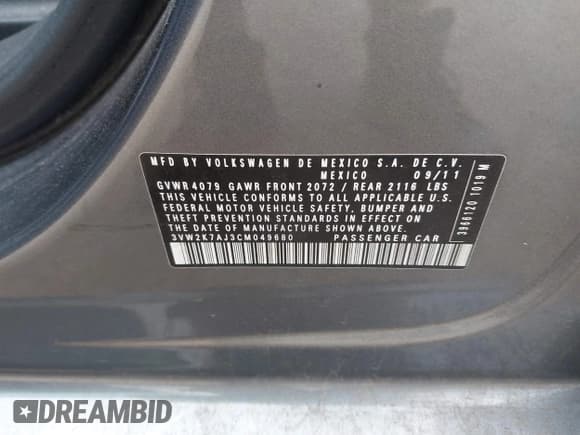 MFD BY VOLKSWAGEN DE MEXICO S.A. DE C.V.
MEXICO 09/11
GVWR 4079 GAWR FRONT 2072 / REAR 2116 LBS
THIS VEHICLE CONFORMS TO ALL APPLICABLE U.S.
FEDERAL MOTOR VEHICLE SAFETY, BUMPER AND
THEFT PREVENTION STANDARDS IN EFFECT ON
THE DATE OF MANUFACTURE SHOWN ABOVE.
3VW2K7AJ3CM049680 PASSENGER CAR
3966120 1019 M
DREAMBID